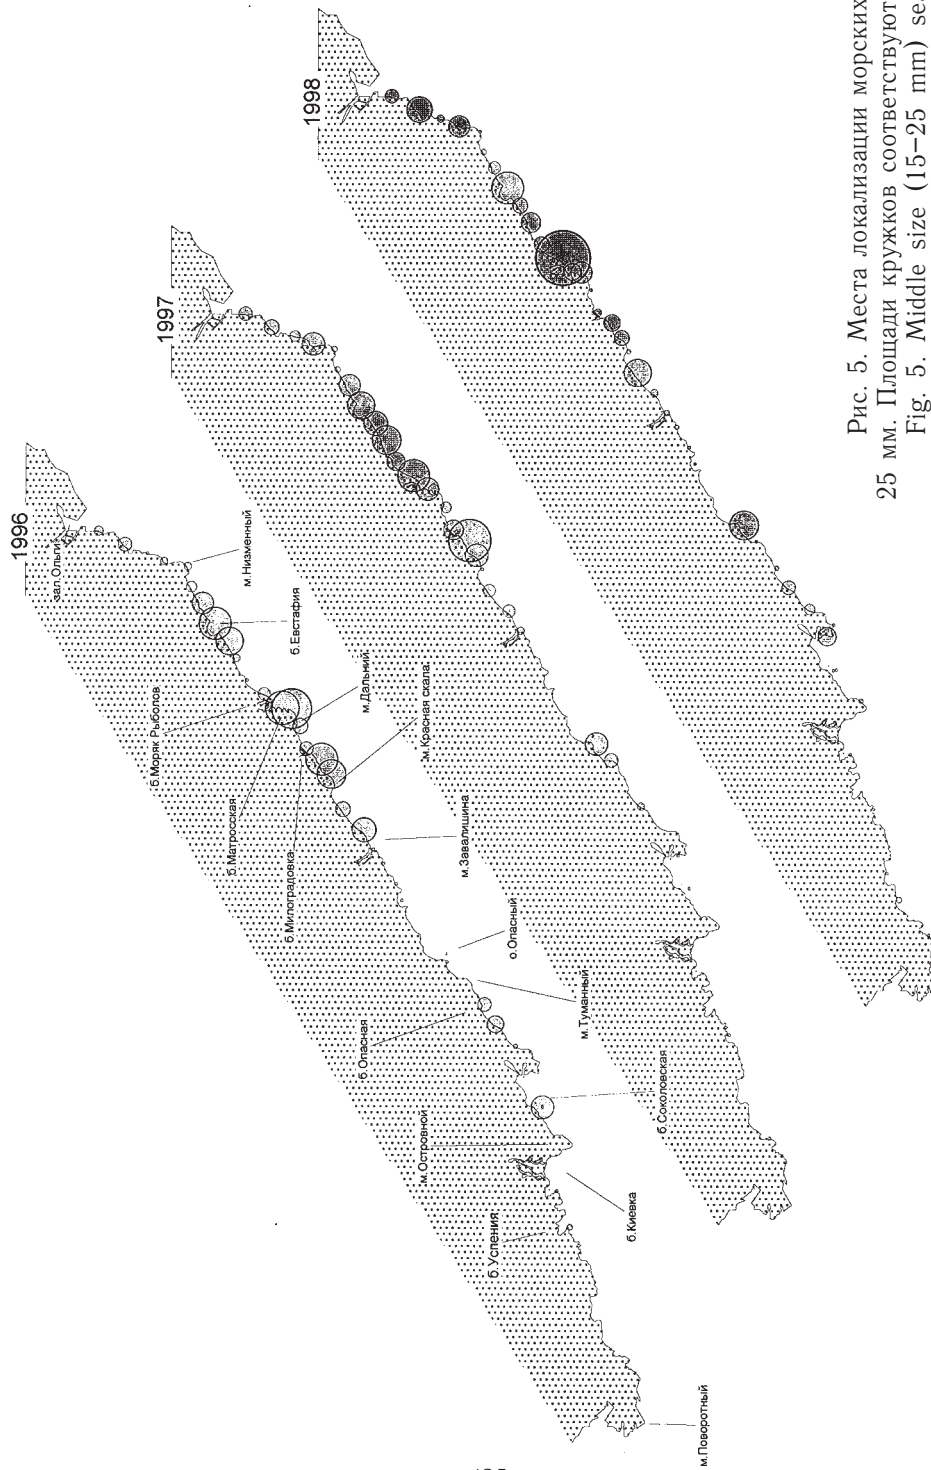 1996
1997
1998
зал.Ольги
м.Низменный
б.Евстафия
б.Моряк Рыболов
м.Дальний
б.Матросская
м.Красная скала
б.Милоградовка
м.Завалишина
о.Опасный
б.Опасная
м.Туманный
б.Соколовская
м.Островной
б.Киевка
б.Успения
м.Поворотный
Рис. 5. Места локализации морских
25 мм. Площади кружков соответствуют
Fig. 5. Middle size (15–25 mm)